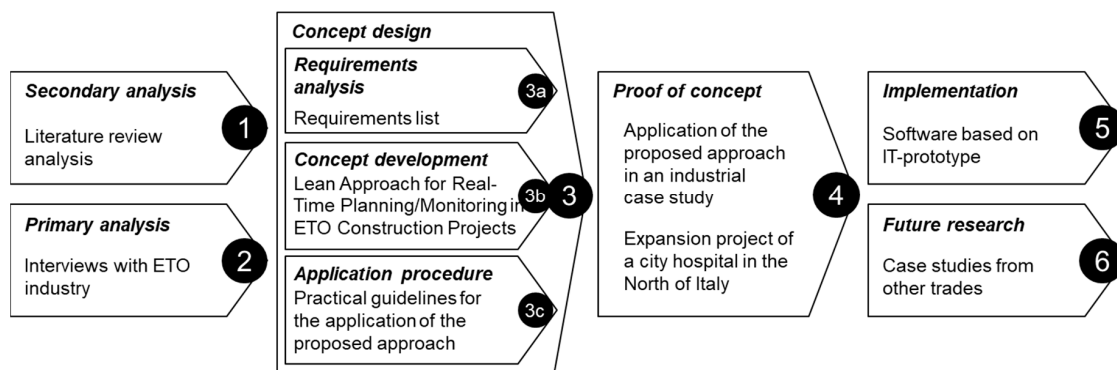 Secondary analysis
Literature review
analysis
1
Primary analysis
Interviews with ETO
industry
2
Concept design
Requirements
analysis
Requirements list
3a
Concept development
Lean Approach for Real-
Time Planning/Monitoring in
ETO Construction Projects
3b
Application procedure
Practical guidelines for
the application of the
proposed approach
3c
3
Proof of concept
Application of the
proposed approach
in an industrial
case study
Expansion project of
a city hospital in the
North of Italy
4
Implementation
Software based on
IT-prototype
5
Future research
Case studies from
other trades
6